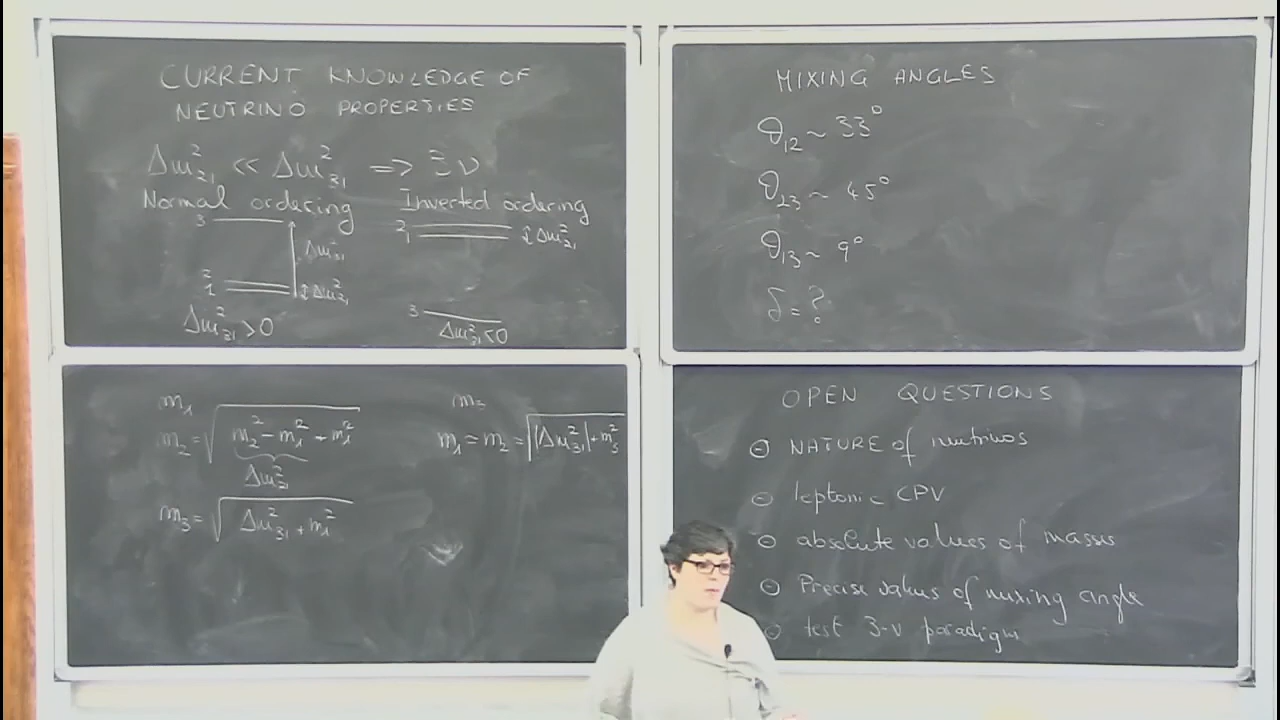 CURRENT KNOWLEDGE OF
NEUTRINO PROPERTIES
Δm²₂₁ << Δm²₃₁ => 3 ν
Normal ordering
3
Δm²₃₁
2
1
Δm²₂₁
Δm²₃₁ > 0
Inverted ordering
2
1
Δm²₂₁
3
Δm²₃₁ < 0
m₁
m₂ = √(m₂² - m₁² + m₁²)
Δm²₂₁
m₃ = √(Δm²₃₁ + m₁²)
m₃
m₁ = m₂ = √(|Δm²₃₁| + m₃²)
MIXING ANGLES
θ₁₂ ~ 33°
θ₂₃ ~ 45°
θ₁₃ ~ 9°
δ = ?
OPEN QUESTIONS
NATURE of neutrinos
leptonic CPV
absolute values of masses
Precise values of mixing angle
test 3-ν paradigm